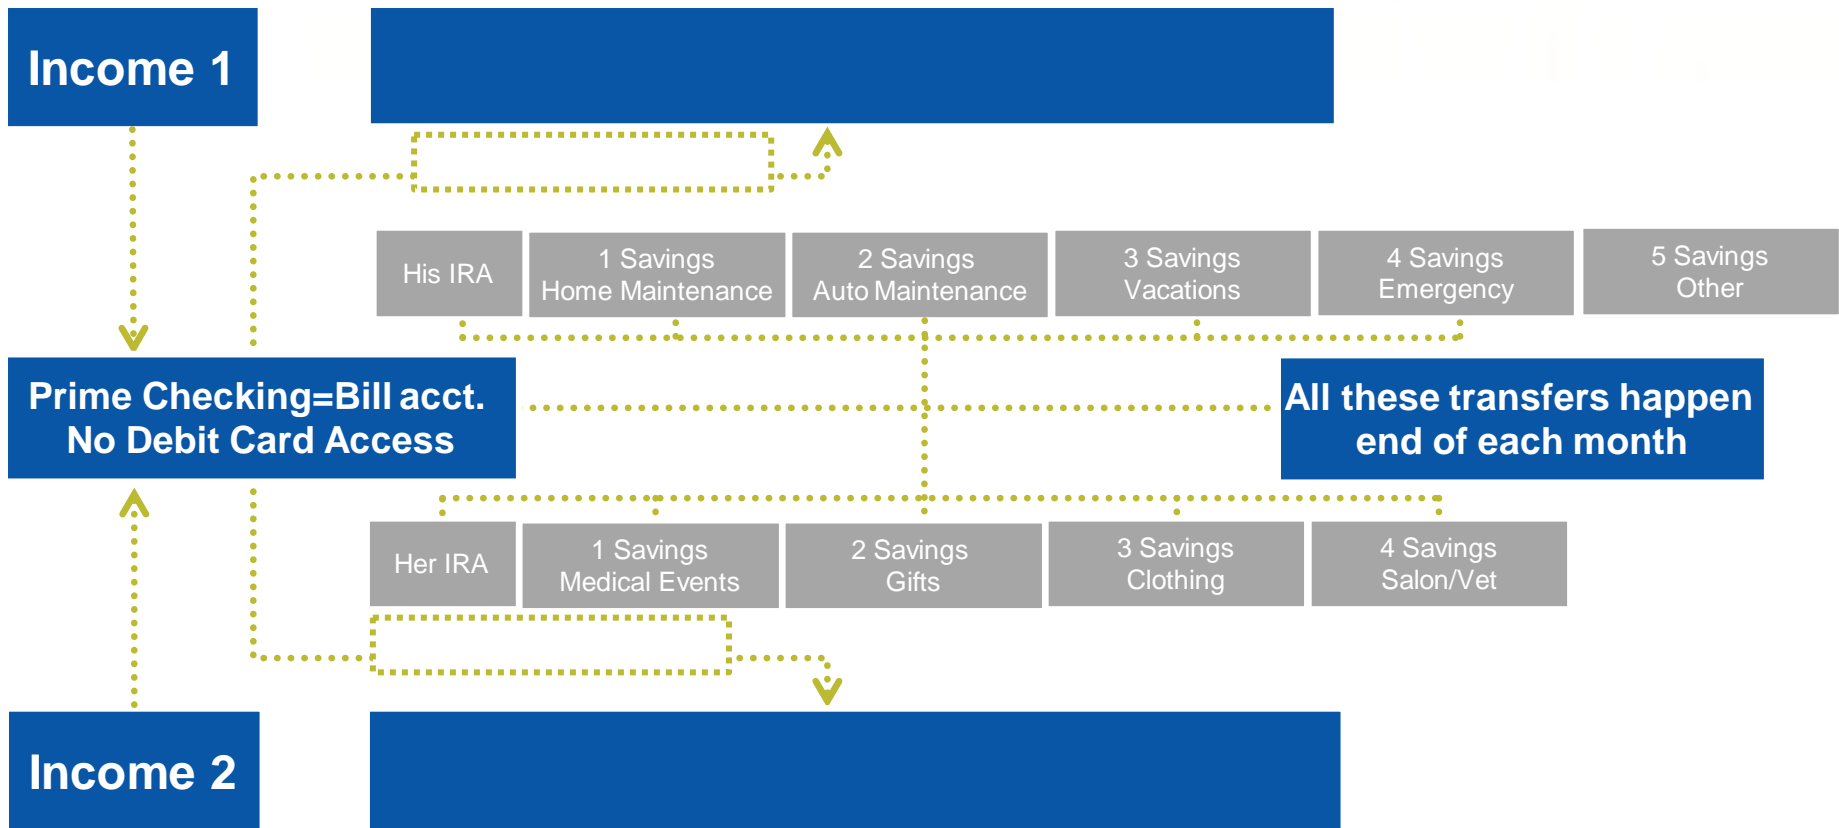 Income 1
His IRA
1 Savings
Home Maintenance
2 Savings
Auto Maintenance
3 Savings
Vacations
4 Savings
Emergency
5 Savings
Other
Prime Checking=Bill acct.
No Debit Card Access
All these transfers happen
end of each month
Her IRA
1 Savings
Medical Events
2 Savings
Gifts
3 Savings
Clothing
4 Savings
Salon/Vet
Income 2